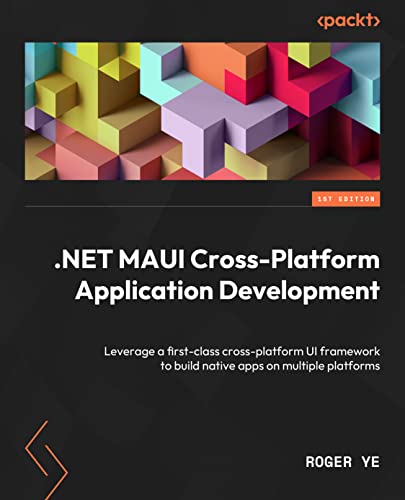 <packt>
1ST EDITION
.NET MAUI Cross-Platform
Application Development
Leverage a first-class cross-platform UI framework
to build native apps on multiple platforms
ROGER YE